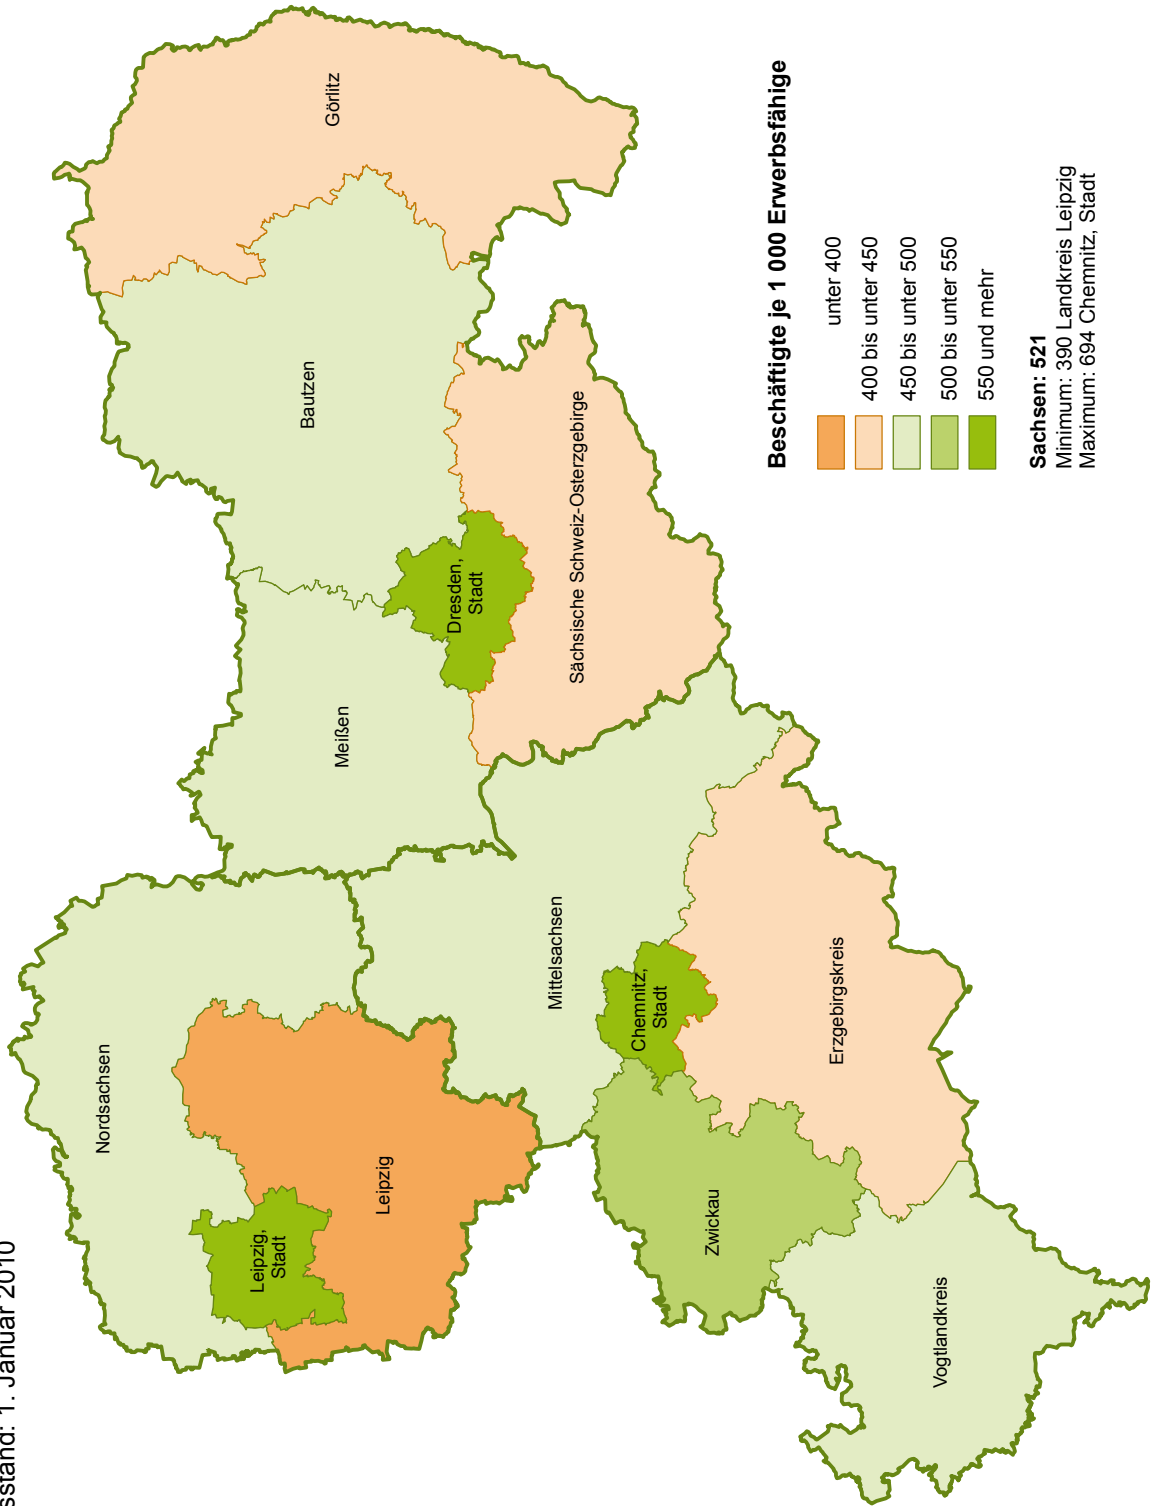 1. Januar 2010
Görlitz
Bautzen
Dresden,
Stadt
Sächsische Schweiz-Osterzgebirge
Meißen
Nordsachsen
Mittelsachsen
Chemnitz,
Stadt
Erzgebirgskreis
Leipzig,
Stadt
Leipzig
Zwickau
Vogtlandkreis
Beschäftigte je 1 000 Erwerbsfähige
unter 400
400 bis unter 450
450 bis unter 500
500 bis unter 550
550 und mehr
Sachsen: 521
Minimum: 390 Landkreis Leipzig
Maximum: 694 Chemnitz, Stadt